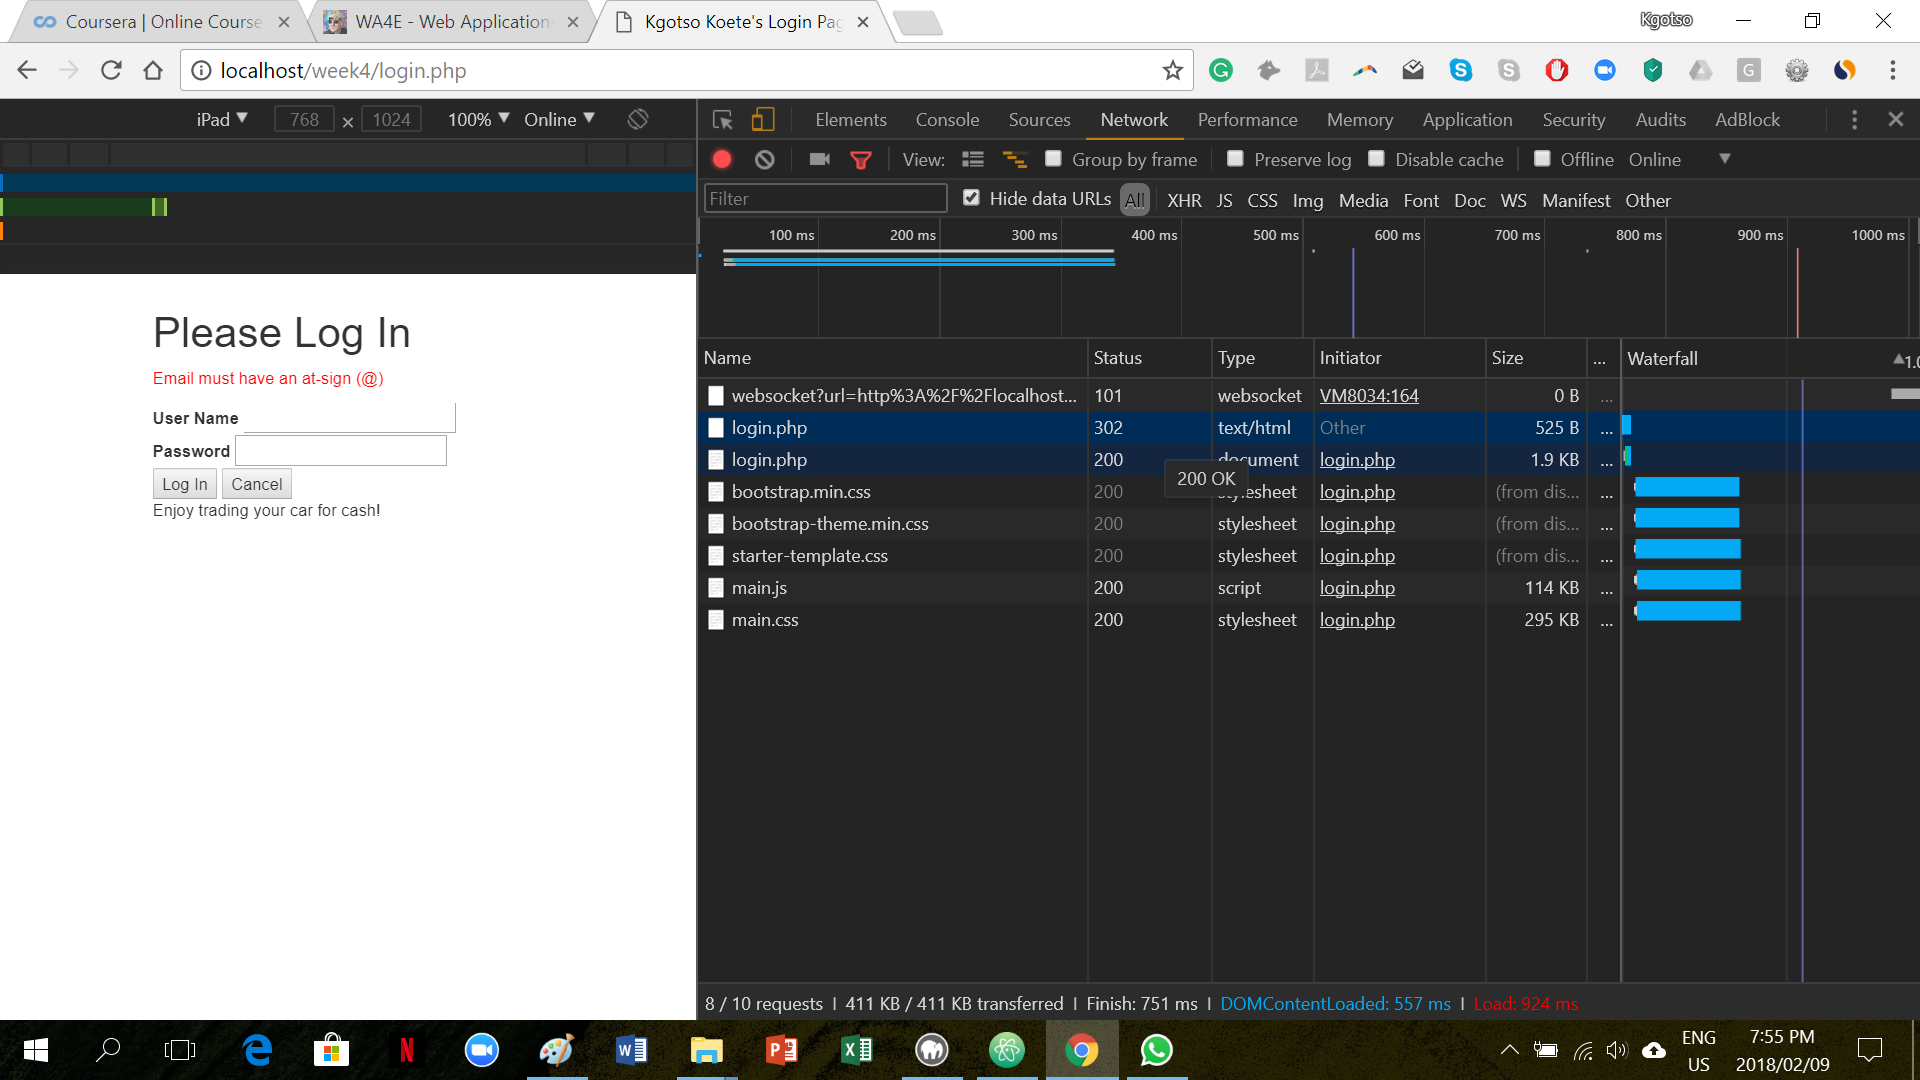 Coursera | Online Course
WA4E - Web Applications
Kgotso Koete's Login Pag
Kgotso
localhost/week4/login.php
iPad ▼ 768 × 1024 100% ▼ Online ▼
Elements Console Sources Network Performance Memory Application Security Audits AdBlock
View: Group by frame Preserve log Disable cache Offline Online ▼
Filter Hide data URLs All XHR JS CSS Img Media Font Doc WS Manifest Other
100 ms 200 ms 300 ms 400 ms 500 ms 600 ms 700 ms 800 ms 900 ms 1000 ms
Please Log In
Email must have an at-sign (@)
User Name
Password
Log In Cancel
Enjoy trading your car for cash!
Name Status Type Initiator Size ... Waterfall ▲1.0
websocket?url=http%3A%2F%2Flocalhost... 101 websocket VM8034:164 0 B ...
login.php 302 text/html Other 525 B ...
login.php 200 document login.php 1.9 KB ...
200 OK
bootstrap.min.css 200 stylesheet login.php (from dis... ...
bootstrap-theme.min.css 200 stylesheet login.php (from dis... ...
starter-template.css 200 stylesheet login.php (from dis... ...
main.js 200 script login.php 114 KB ...
main.css 200 stylesheet login.php 295 KB ...
8 / 10 requests | 411 KB / 411 KB transferred | Finish: 751 ms | DOMContentLoaded: 557 ms | Load: 924 ms
ENG
US
7:55 PM
2018/02/09